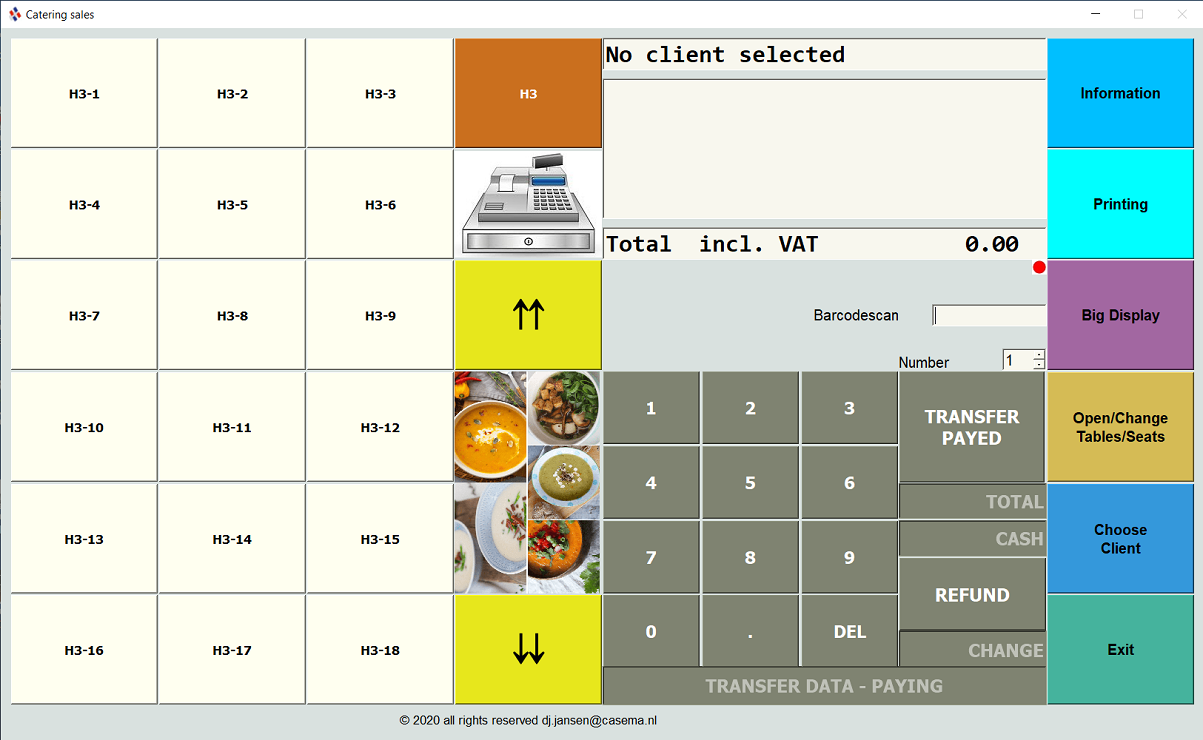 Catering sales
H3-1
H3-2
H3-3
H3
No client selected
Information
H3-4
H3-5
H3-6
Printing
Total incl. VAT 0.00
H3-7
H3-8
H3-9
↑↑
Barcodescan
Big Display
Number 1
H3-10
H3-11
H3-12
1
2
3
TRANSFER
PAYED
Open/Change
Tables/Seats
4
5
6
TOTAL
H3-13
H3-14
H3-15
CASH
Choose
Client
7
8
9
REFUND
H3-16
H3-17
H3-18
↓↓
0
.
DEL
CHANGE
Exit
TRANSFER DATA - PAYING
© 2020 all rights reserved dj.jansen@casema.nl